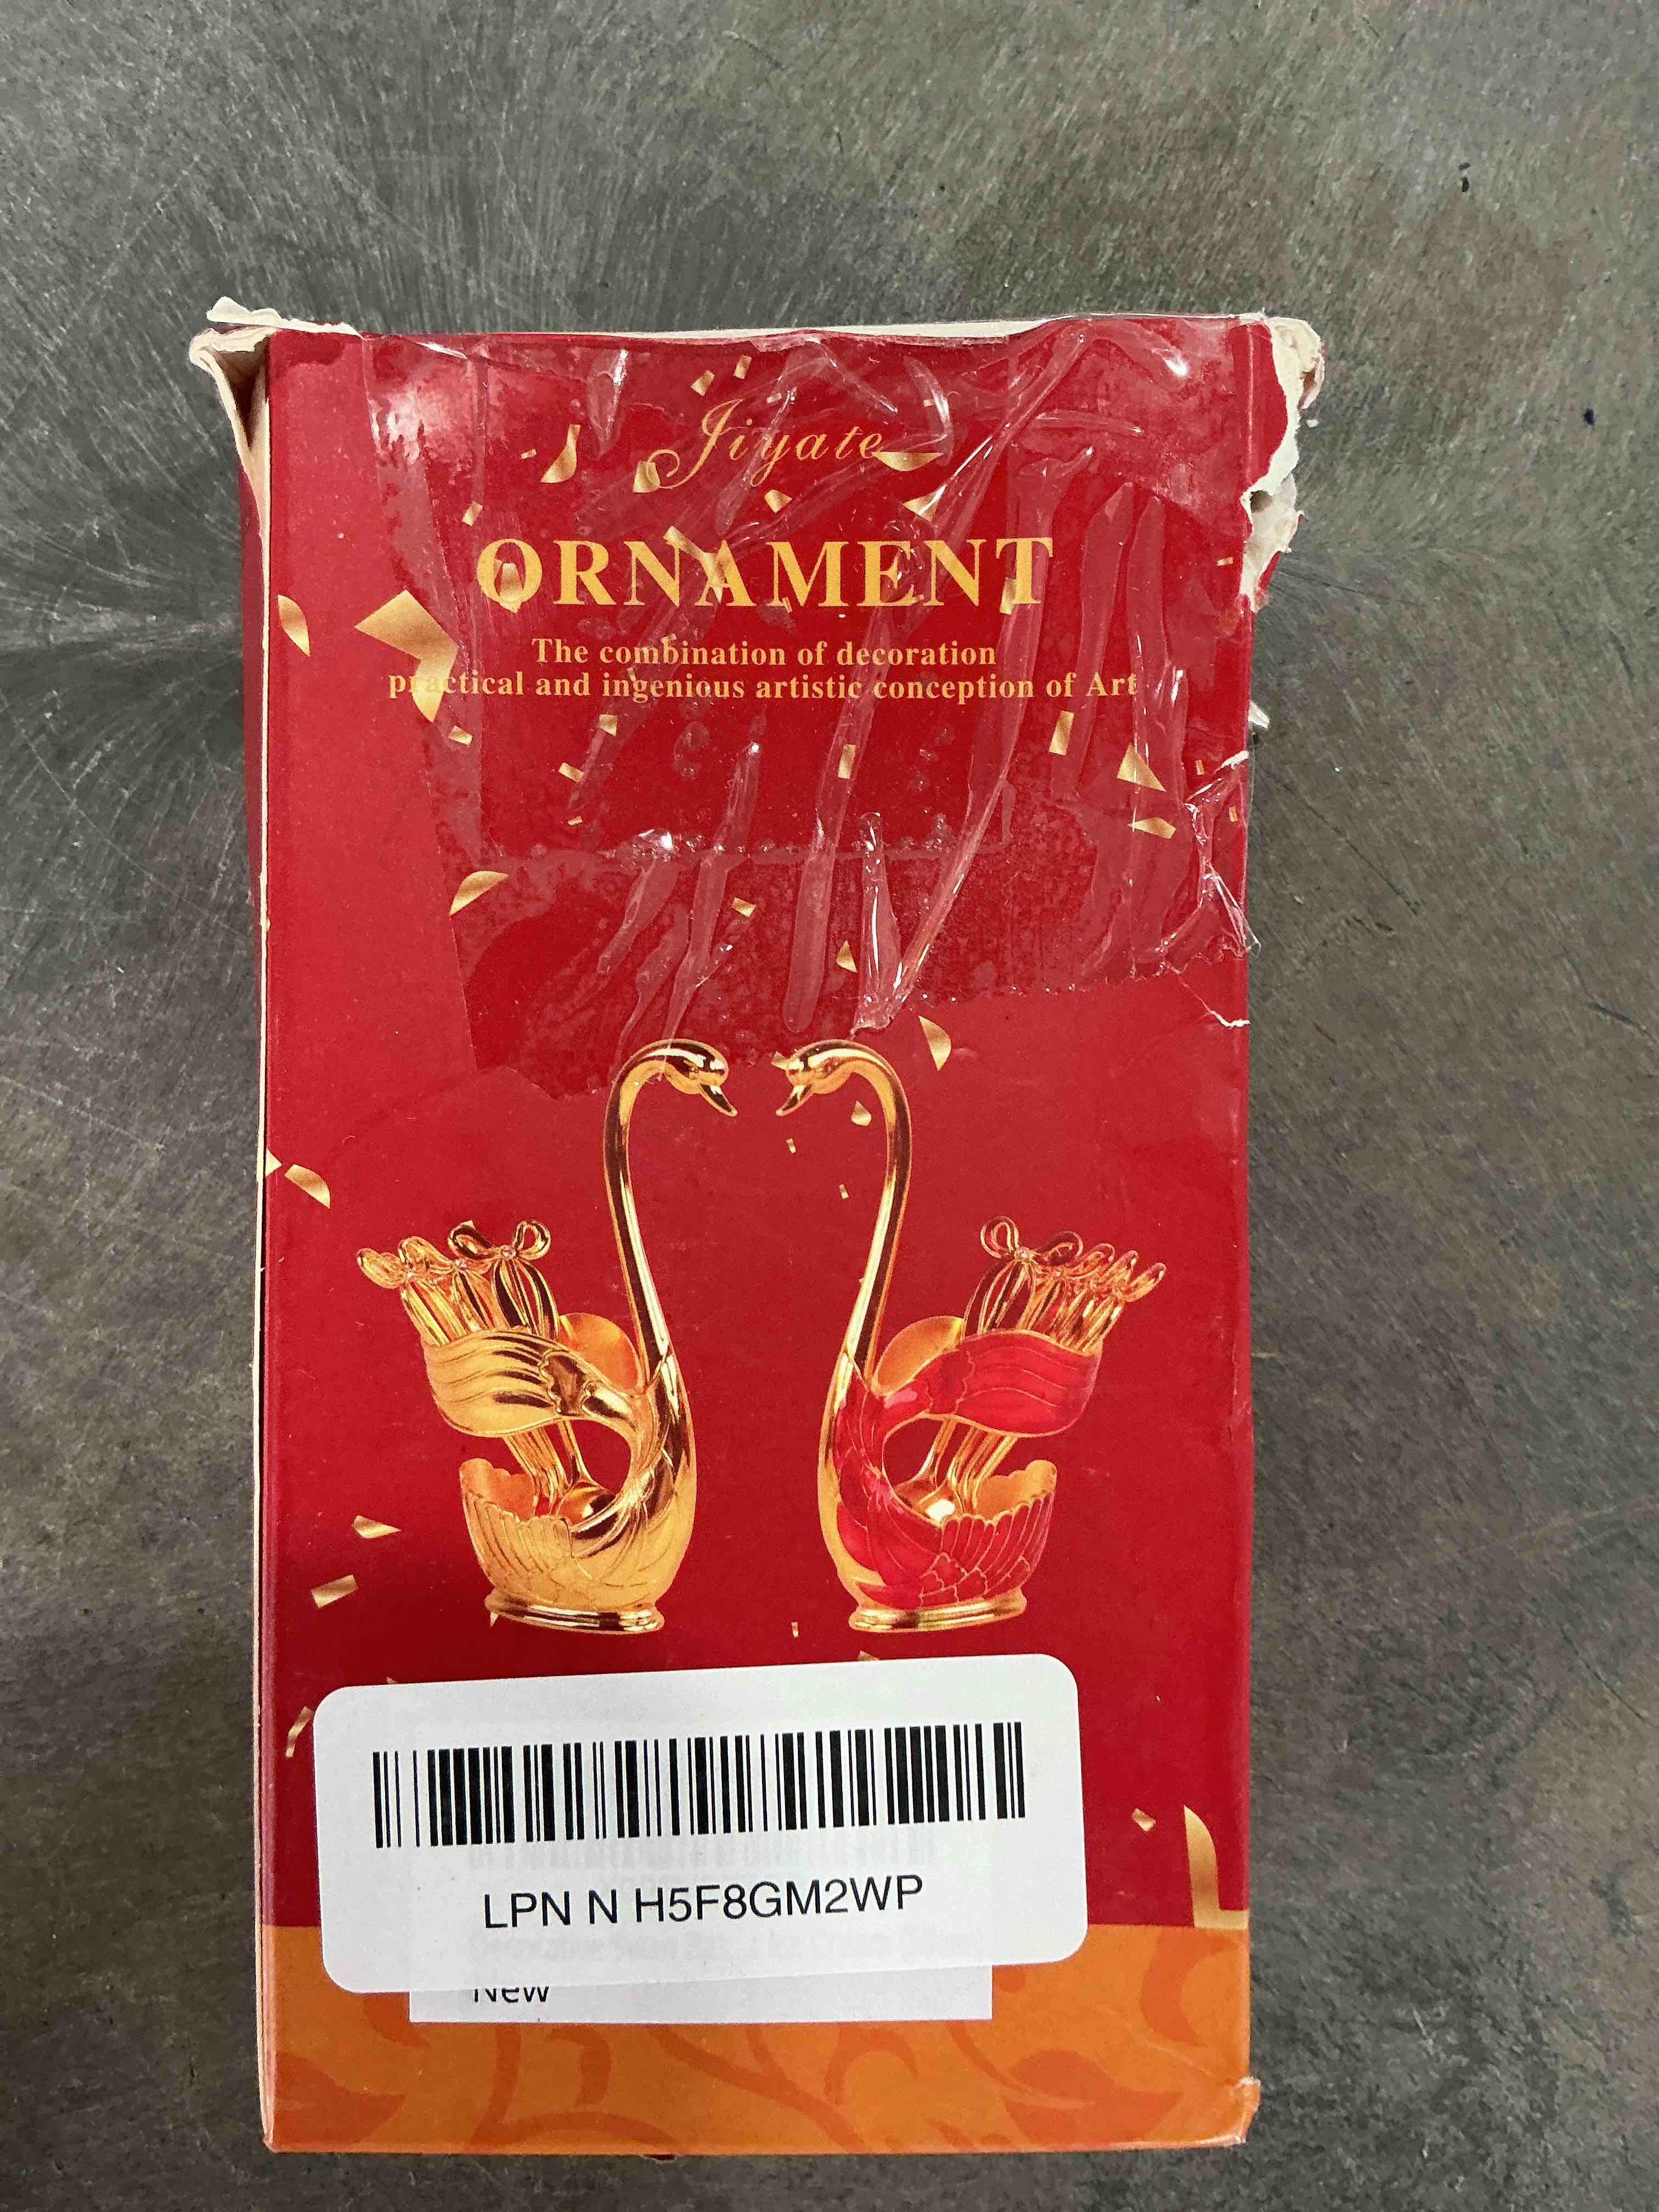 Jiyate
ORNAMENT
The combination of decoration
practical and ingenious artistic conception of Art
LPN N H5F8GM2WP
New